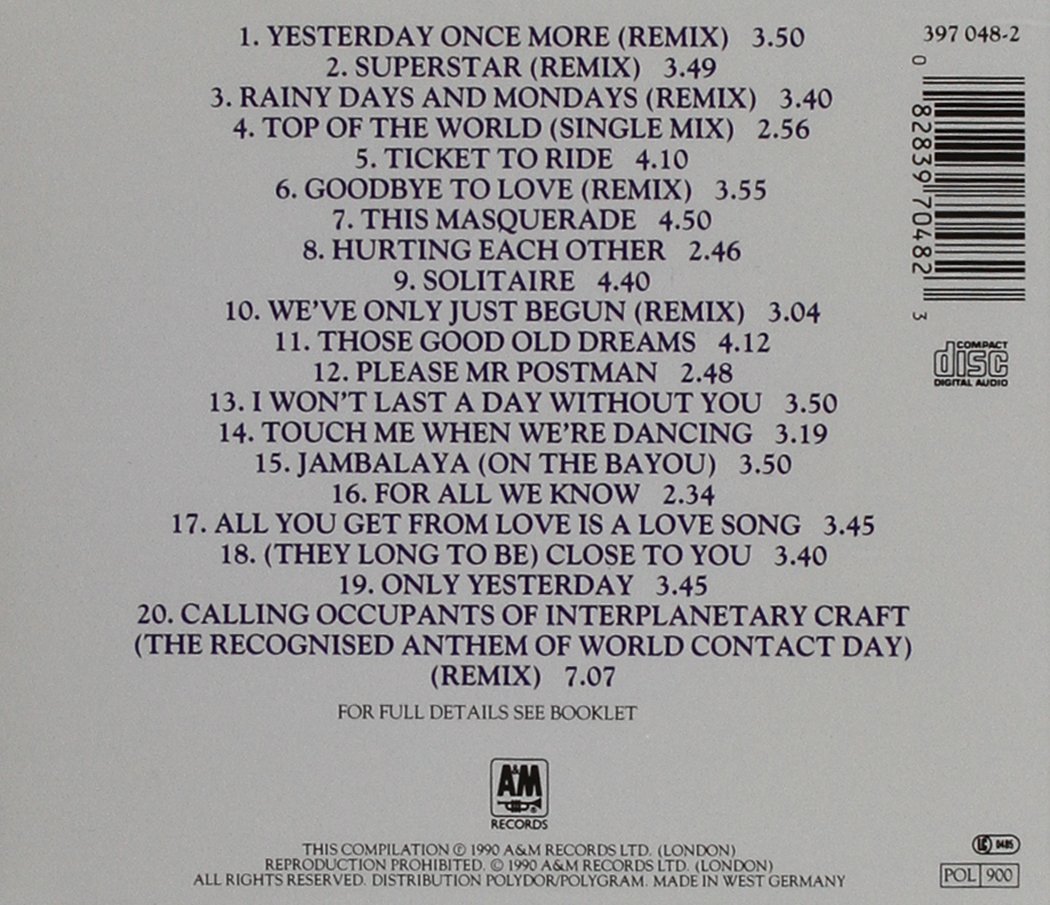 1. YESTERDAY ONCE MORE (REMIX) 3.50
2. SUPERSTAR (REMIX) 3.49
3. RAINY DAYS AND MONDAYS (REMIX) 3.40
4. TOP OF THE WORLD (SINGLE MIX) 2.56
5. TICKET TO RIDE 4.10
6. GOODBYE TO LOVE (REMIX) 3.55
7. THIS MASQUERADE 4.50
8. HURTING EACH OTHER 2.46
9. SOLITAIRE 4.40
10. WE'VE ONLY JUST BEGUN (REMIX) 3.04
11. THOSE GOOD OLD DREAMS 4.12
12. PLEASE MR POSTMAN 2.48
13. I WON'T LAST A DAY WITHOUT YOU 3.50
14. TOUCH ME WHEN WE'RE DANCING 3.19
15. JAMBALAYA (ON THE BAYOU) 3.50
16. FOR ALL WE KNOW 2.34
17. ALL YOU GET FROM LOVE IS A LOVE SONG 3.45
18. (THEY LONG TO BE) CLOSE TO YOU 3.40
19. ONLY YESTERDAY 3.45
20. CALLING OCCUPANTS OF INTERPLANETARY CRAFT
(THE RECOGNISED ANTHEM OF WORLD CONTACT DAY)
(REMIX) 7.07
FOR FULL DETAILS SEE BOOKLET
397 048-2
0 82839 70482 3
COMPACT
disc
DIGITAL AUDIO
A&M
®
RECORDS
THIS COMPILATION ℗ 1990 A&M RECORDS LTD. (LONDON)
REPRODUCTION PROHIBITED. © 1990 A&M RECORDS LTD. (LONDON)
ALL RIGHTS RESERVED. DISTRIBUTION POLYDOR/POLYGRAM. MADE IN WEST GERMANY
LC 0485
POL 900